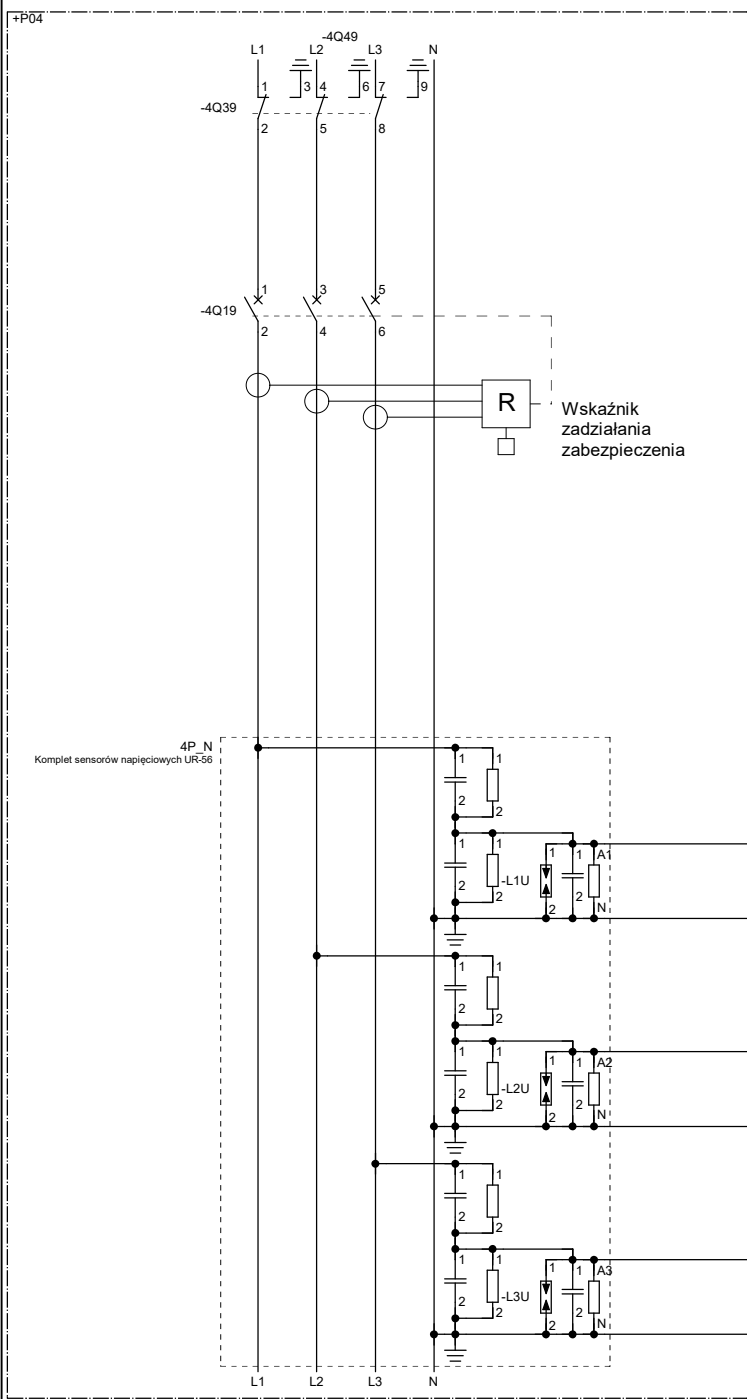 +P04
-4Q49
L1 L2 L3 N
1 3 4 6 7 9
-4Q39
2 5 8
1 3 5
-4Q19
2 4 6
R
Wskaźnik
zadziałania
zabezpieczenia
4P_N
Komplet sensorów napięciowych UR-56
1 1
2 2
1 1 1 1 A1
-L1U
2 2 2 2 N
1 1
2 2
1 1 1 1 A2
-L2U
2 2 2 2 N
1 1
2 2
1 1 1 1 A3
-L3U
2 2 2 2 N
L1 L2 L3 N